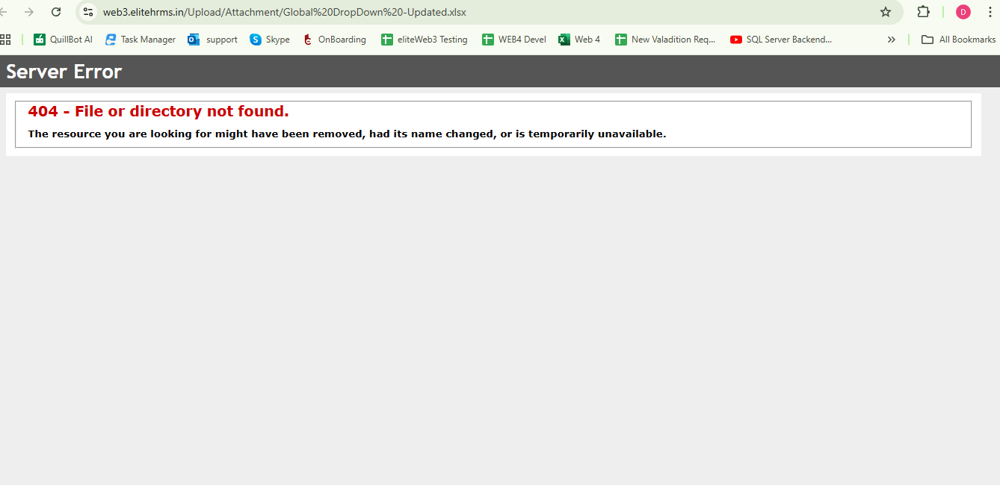 web3.elitehrms.in/Upload/Attachment/Global%20DropDown%20-Updated.xlsx
D
QuillBot AI Task Manager support Skype OnBoarding eliteWeb3 Testing WEB4 Devel Web 4 New Valadition Req... SQL Server Backend... » All Bookmarks
Server Error
404 - File or directory not found.
The resource you are looking for might have been removed, had its name changed, or is temporarily unavailable.